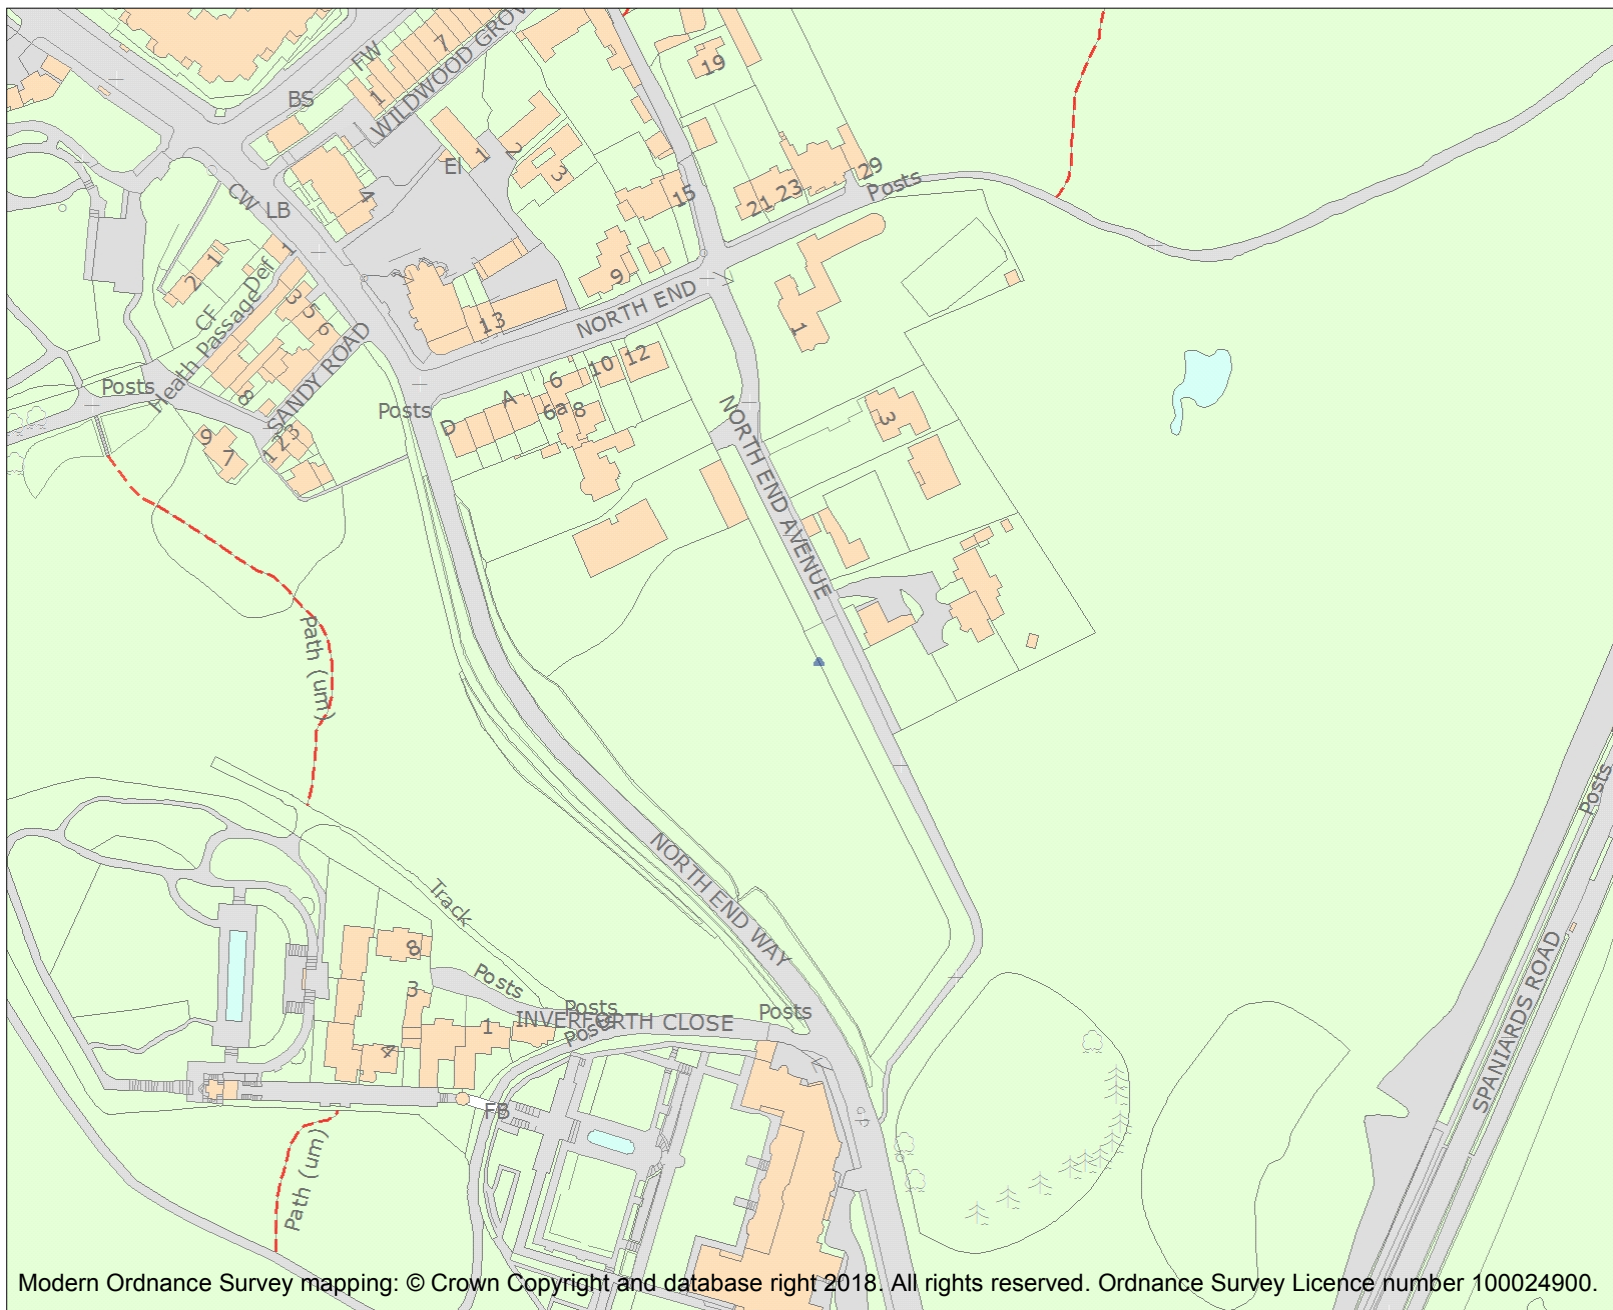 FW
7
WILDWOOD GROV
19
BS
1
1
2
3
EI
4
CW
LB
15
21
23
29
Posts
1
2
1
Def
CF
Heath Passage
3
5
6
8
9
13
NORTH END
1
SANDY ROAD
Posts
Posts
D
A
6
6a
8
10
12
3
9
7
1
2
3
NORTH END AVENUE
Path (um)
NORTH END WAY
Track
Posts
SPANIARDS ROAD
8
3
Posts
Posts
Posts
INVERFORTH CLOSE
Posts
1
4
FB
GP
Path (um)
Modern Ordnance Survey mapping: © Crown Copyright and database right 2018. All rights reserved. Ordnance Survey Licence number 100024900.